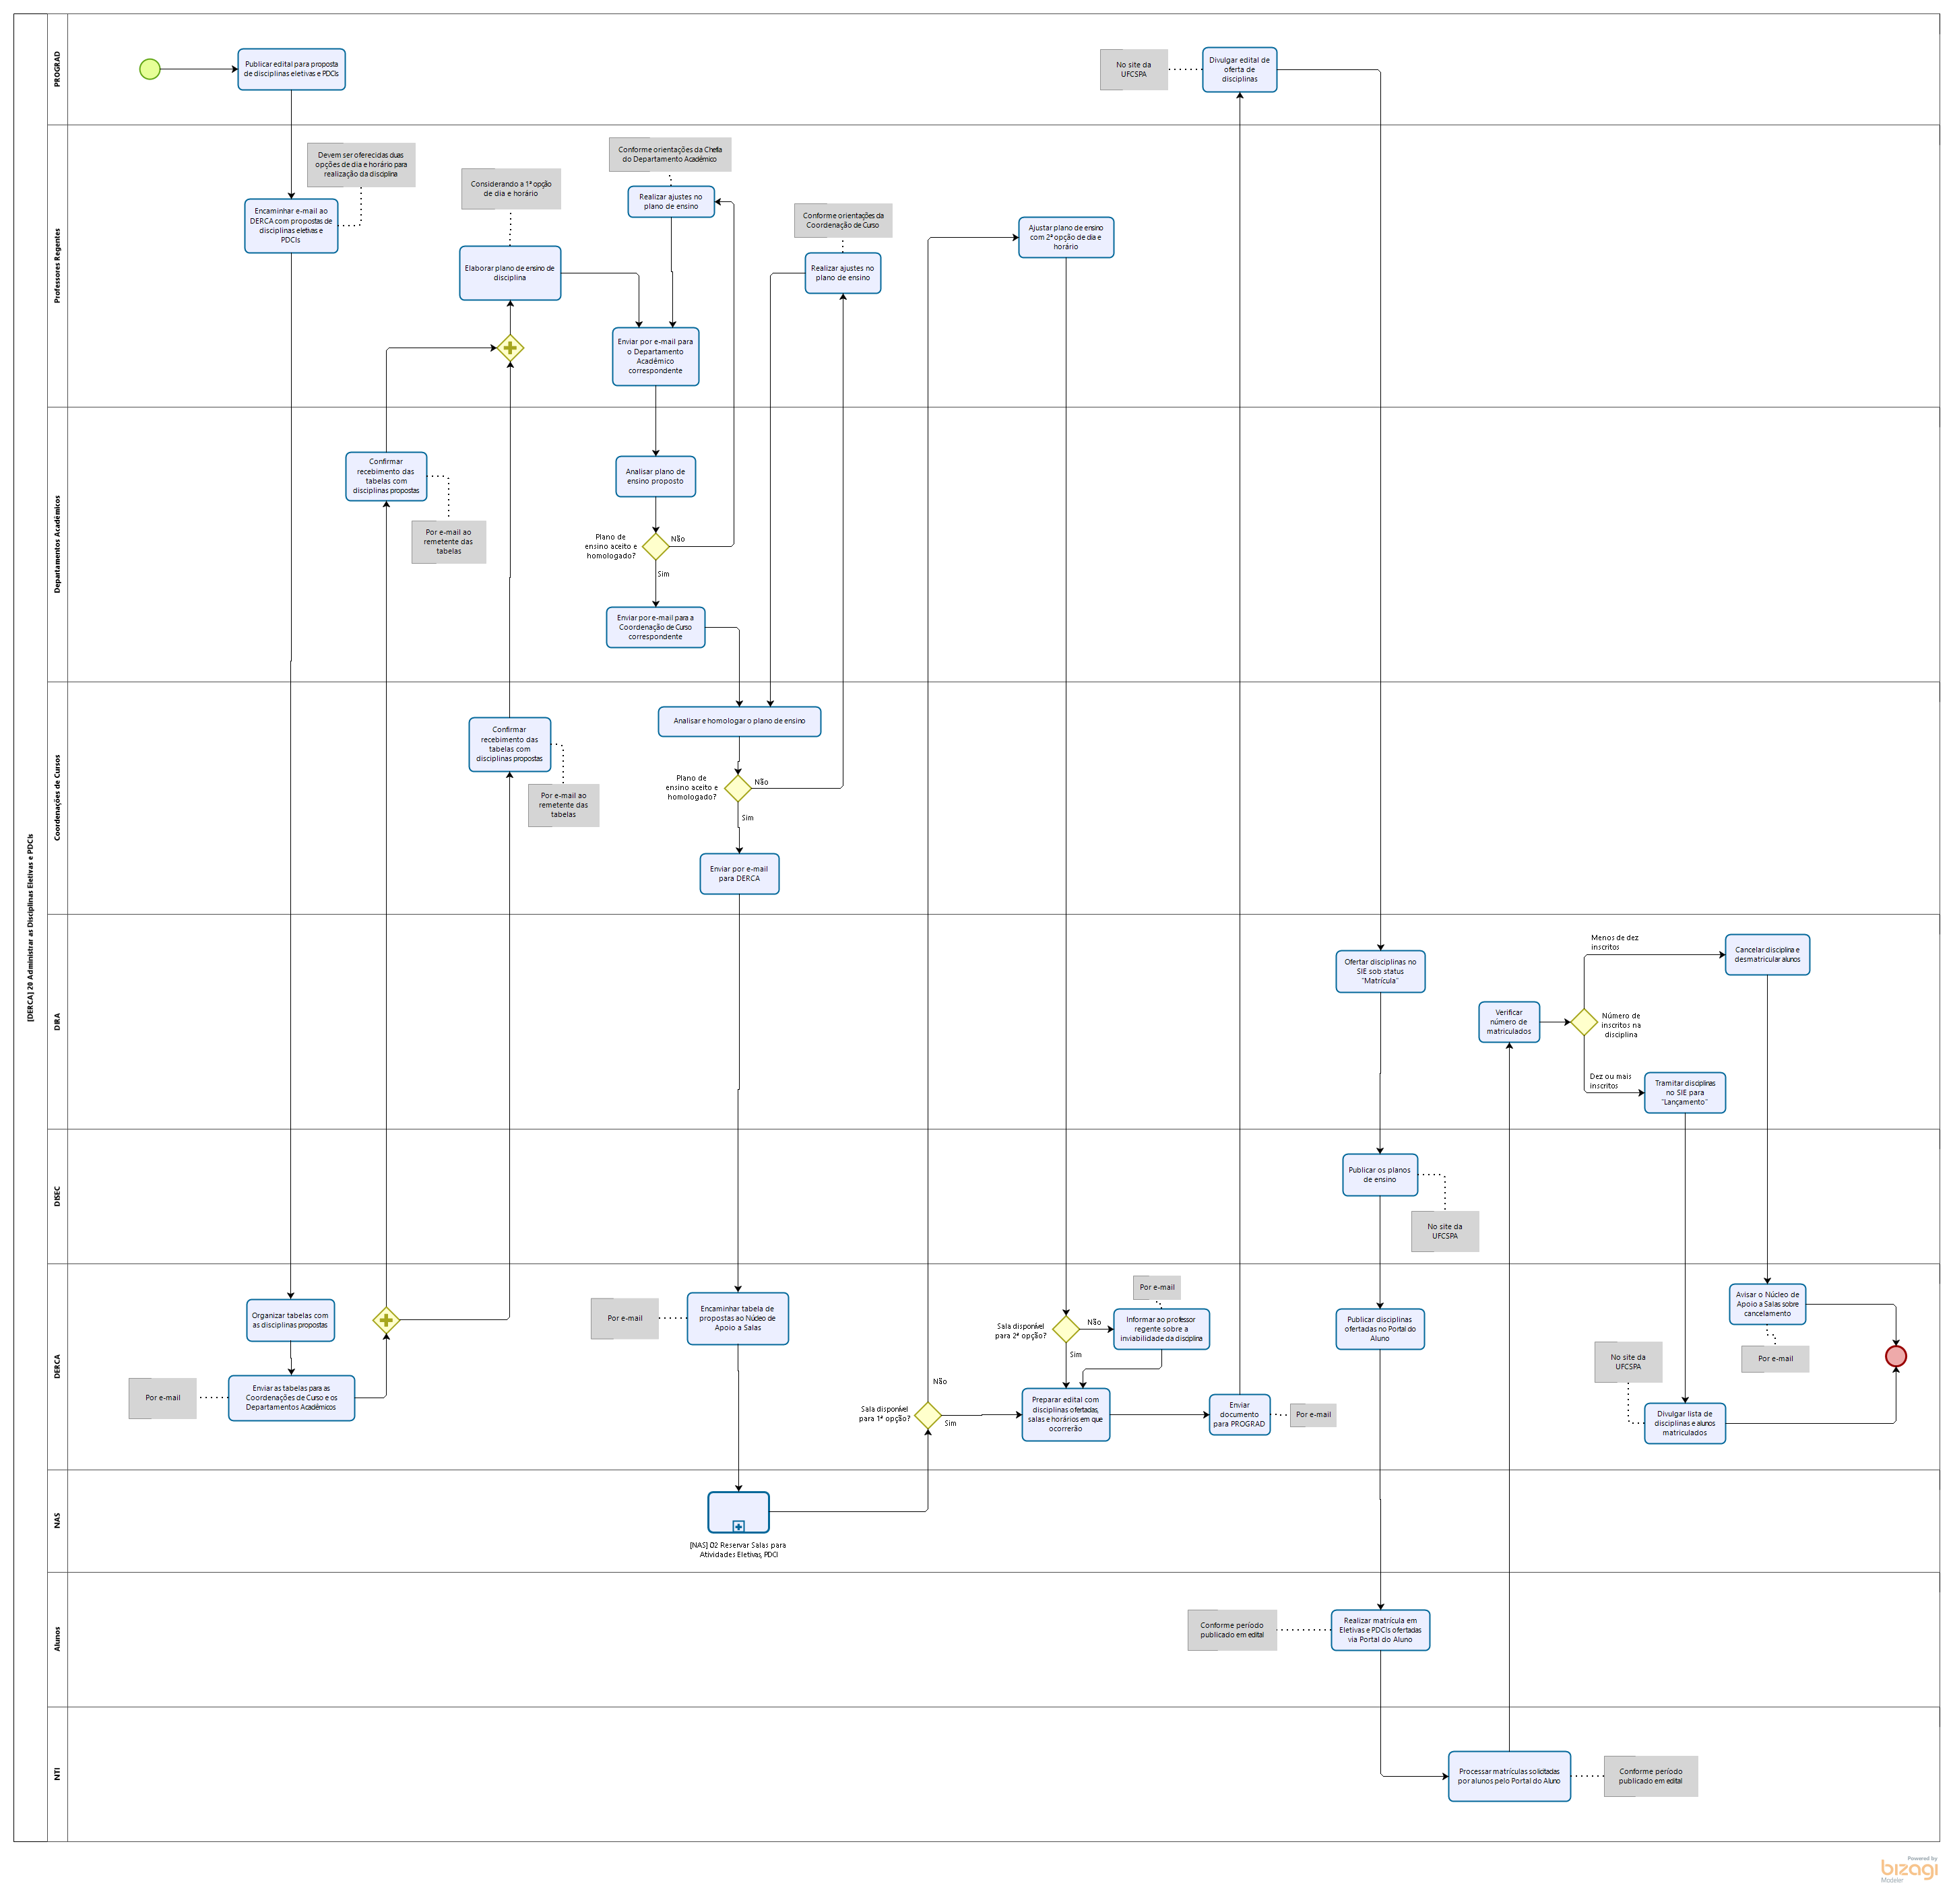 [DERCA] 20 Administrar as Disciplinas Eletivas e PDCIs
PROGRAD
Publicar edital para proposta
de disciplinas eletivas e PDCIs
No site da
UFCSPA
Divulgar edital de
oferta de
disciplinas
Professores Regentes
Devem ser oferecidas duas
opções de dia e horário para
realização da disciplina
Encaminhar e-mail ao
DERCA com propostas de
disciplinas eletivas e
PDCIs
Considerando a 1ª opção
de dia e horário
Elaborar plano de ensino de
disciplina
Conforme orientações da Chefia
do Departamento Acadêmico
Realizar ajustes no
plano de ensino
Conforme orientações da
Coordenação de Curso
Realizar ajustes no
plano de ensino
Enviar por e-mail para
o Departamento
Acadêmico
correspondente
Ajustar plano de ensino
com 2ª opção de dia e
horário
Departamentos Acadêmicos
Confirmar
recebimento das
tabelas com
disciplinas propostas
Por e-mail ao
remetente das
tabelas
Analisar plano de
ensino proposto
Plano de
ensino aceito e
homologado?
Não
Sim
Enviar por e-mail para a
Coordenação de Curso
correspondente
Coordenações de Cursos
Confirmar
recebimento das
tabelas com
disciplinas propostas
Por e-mail ao
remetente das
tabelas
Analisar e homologar o plano de ensino
Plano de
ensino aceito e
homologado?
Não
Sim
Enviar por e-mail
para DERCA
DIRA
Ofertar disciplinas no
SIE sob status
"Matrícula"
Verificar
número de
matriculados
Número de
inscritos na
disciplina
Menos de dez
inscritos
Cancelar disciplina e
desmatricular alunos
Dez ou mais
inscritos
Tramitar disciplinas
no SIE para
"Lançamento"
DISEC
Publicar os planos
de ensino
No site da
UFCSPA
DERCA
Organizar tabelas com
as disciplinas propostas
Por e-mail
Enviar as tabelas para as
Coordenações de Curso e os
Departamentos Acadêmicos
Por e-mail
Encaminhar tabela de
propostas ao Núcleo de
Apoio a Salas
Sala disponível
para 1ª opção?
Não
Sim
Sala disponível
para 2ª opção?
Não
Sim
Por e-mail
Informar ao professor
regente sobre a
inviabilidade da disciplina
Preparar edital com
disciplinas ofertadas,
salas e horários em que
ocorrerão
Enviar
documento
para PROGRAD
Por e-mail
Publicar disciplinas
ofertadas no Portal do
Aluno
Avisar o Núcleo de
Apoio a Salas sobre
cancelamento
Por e-mail
No site da
UFCSPA
Divulgar lista de
disciplinas e alunos
matriculados
NAS
[NAS] 02 Reservar Salas para
Atividades Eletivas, PDCI
Alunos
Conforme período
publicado em edital
Realizar matrícula em
Eletivas e PDCIs ofertadas
via Portal do Aluno
NTI
Processar matrículas solicitadas
por alunos pelo Portal do Aluno
Conforme período
publicado em edital
Powered by
bizagi
Modeler